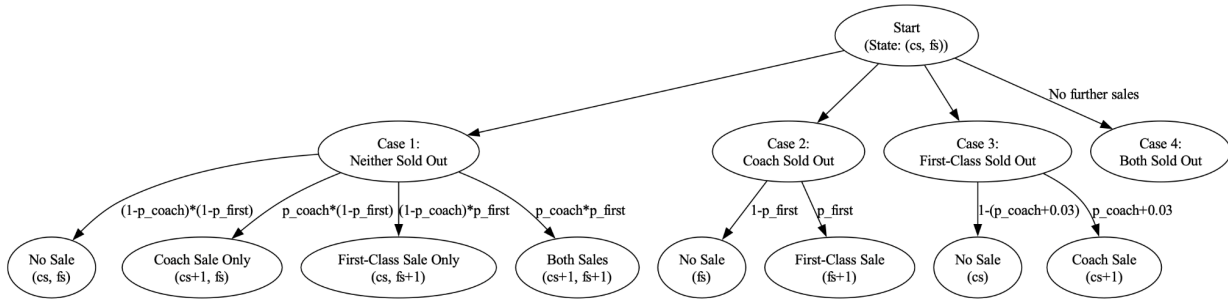 Start
(State: (cs, fs))
No further sales
Case 1:
Neither Sold Out
Case 2:
Coach Sold Out
Case 3:
First-Class Sold Out
Case 4:
Both Sold Out
(1-p_coach)*(1-p_first)
p_coach*(1-p_first)
(1-p_coach)*p_first
p_coach*p_first
1-p_first
p_first
1-(p_coach+0.03)
p_coach+0.03
No Sale
(cs, fs)
Coach Sale Only
(cs+1, fs)
First-Class Sale Only
(cs, fs+1)
Both Sales
(cs+1, fs+1)
No Sale
(fs)
First-Class Sale
(fs+1)
No Sale
(cs)
Coach Sale
(cs+1)